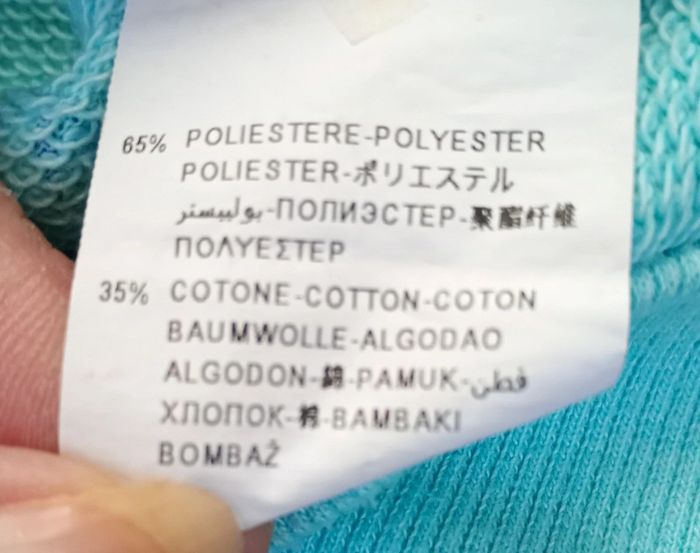 65% POLIESTERE-POLYESTER
POLIESTER-ポリエステル
بوليستر-ПОЛИЭСТЕР-聚酯纤维
ΠΟΛΥΕΣΤΕΡ
35% COTONE-COTTON-COTON
BAUMWOLLE-ALGODAO
ALGODON-綿-PAMUK-قطن
ХЛОПОК-棉-BAMBAKI
BOMBAŽ